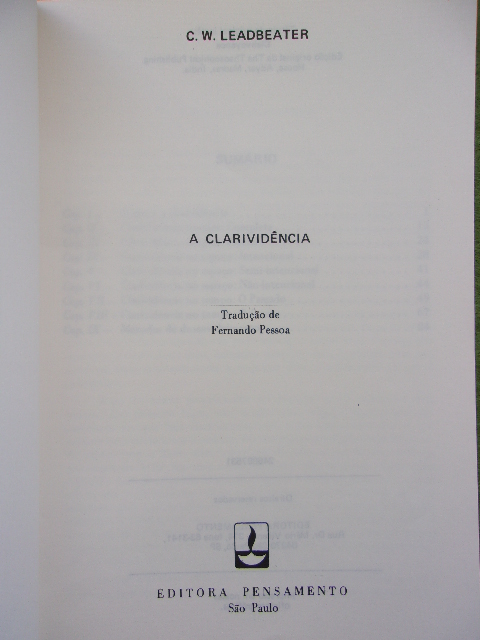 C. W. LEADBEATER
A CLARIVIDÊNCIA
Tradução de
Fernando Pessoa
EDITORA PENSAMENTO
São Paulo